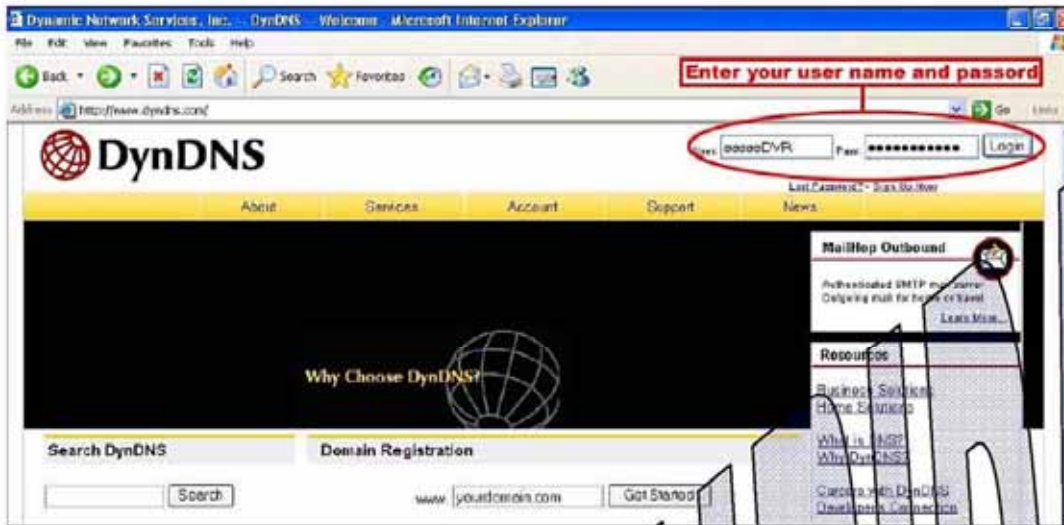 Dynamic Network Services, Inc. -- DynDNS -- Welcome - Microsoft Internet Explorer
File Edit View Favorites Tools Help
Back Search Favorites
Enter your user name and passord
Address http://www.dyndns.com/ Go Links
DynDNS
User: aaaaaDVR Pass: ••••••••••• Login
Lost Password? - Sign Up Now
About Services Account Support News
MailHop Outbound
Authenticated SMTP mail server
Outgoing mail for home or travel
Learn More...
Why Choose DynDNS?
Resources
Business Solutions
Home Solutions
What is DNS?
Why DynDNS?
Careers with DynDNS
Developers Connection
Search DynDNS
Domain Registration
Search
www. yourdomain.com Get Started